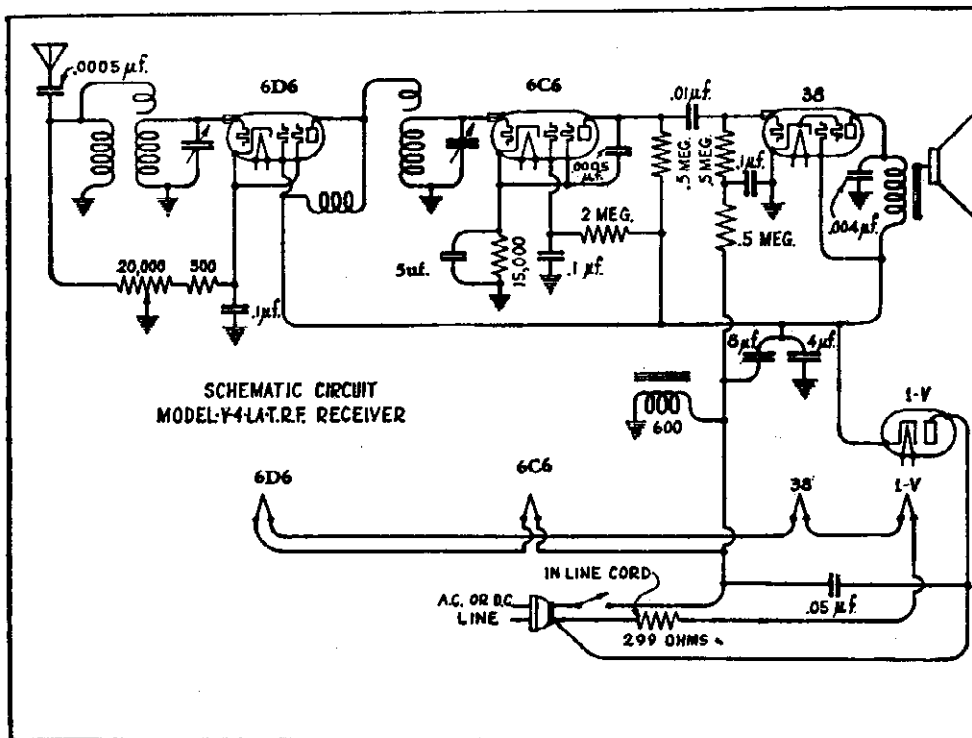 .0005 µf.
6D6
6C6
38
.01µf.
.0005 µf.
.5 MEG.
.5 MEG.
.1µf.
.5 MEG.
.004µf.
2 MEG.
20,000
300
.1µf.
5uf.
15,000
.1 µf.
8µf.
4µf.
SCHEMATIC CIRCUIT
MODEL-Y-4-LA-T.R.F. RECEIVER
600
1-V
6D6
6C6
38
1-V
IN LINE CORD
A.C. OR D.C.
LINE
299 OHMS
.05 µf.